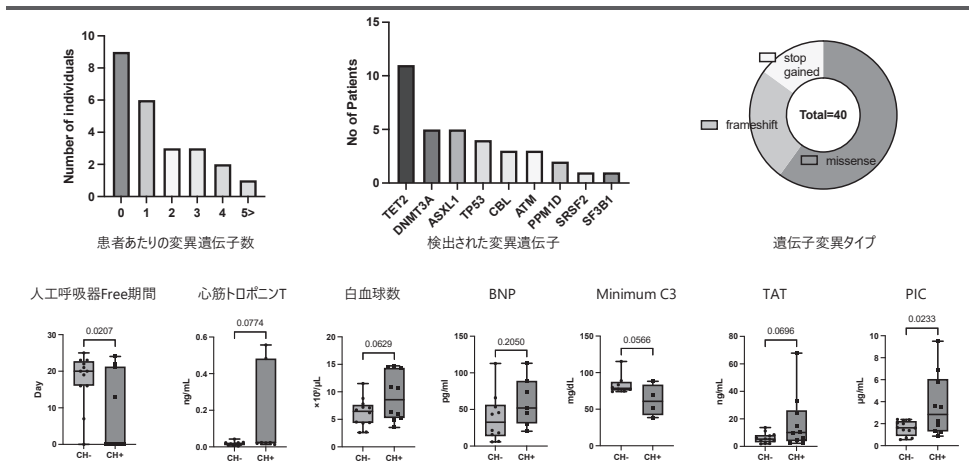 10
8
6
4
2
0
Number of individuals
0 1 2 3 4 5>
患者あたりの変異遺伝子数
15
10
5
0
No of Patients
TET2 DNMT3A ASXL1 TP53 CBL ATM PPM1D SRSF2 SF3B1
検出された変異遺伝子
stop
gained
frameshift
Total=40
missense
遺伝子変異タイプ
人工呼吸器Free期間
0.0207
30
20
10
0
Day
CH- CH+
心筋トロポニンT
0.0774
0.6
0.4
0.2
0.0
ng/mL
CH- CH+
白血球数
0.0629
20
15
10
5
0
×10³/μL
CH- CH+
BNP
0.2050
150
100
50
0
pg/ml
CH- CH+
Minimum C3
0.0566
150
100
50
0
mg/dL
CH- CH+
TAT
0.0696
80
60
40
20
0
ng/mL
CH- CH+
PIC
0.0233
10
8
6
4
2
0
μg/mL
CH- CH+